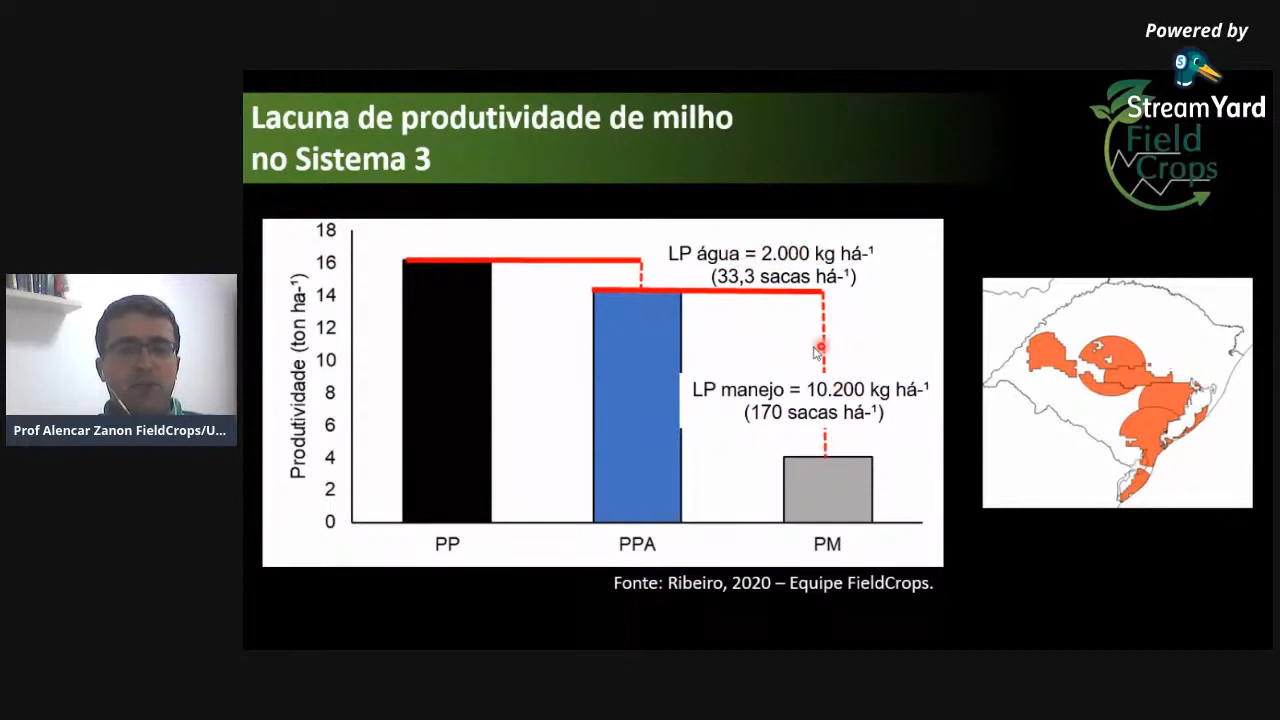 Powered by
StreamYard
Field
Crops
Lacuna de produtividade de milho
no Sistema 3
Produtividade (ton ha-¹)
18
16
14
12
10
8
6
4
2
0
LP água = 2.000 kg há-¹
(33,3 sacas há-¹)
LP manejo = 10.200 kg há-¹
(170 sacas há-¹)
PP
PPA
PM
Fonte: Ribeiro, 2020 – Equipe FieldCrops.
Prof Alencar Zanon FieldCrops/U...